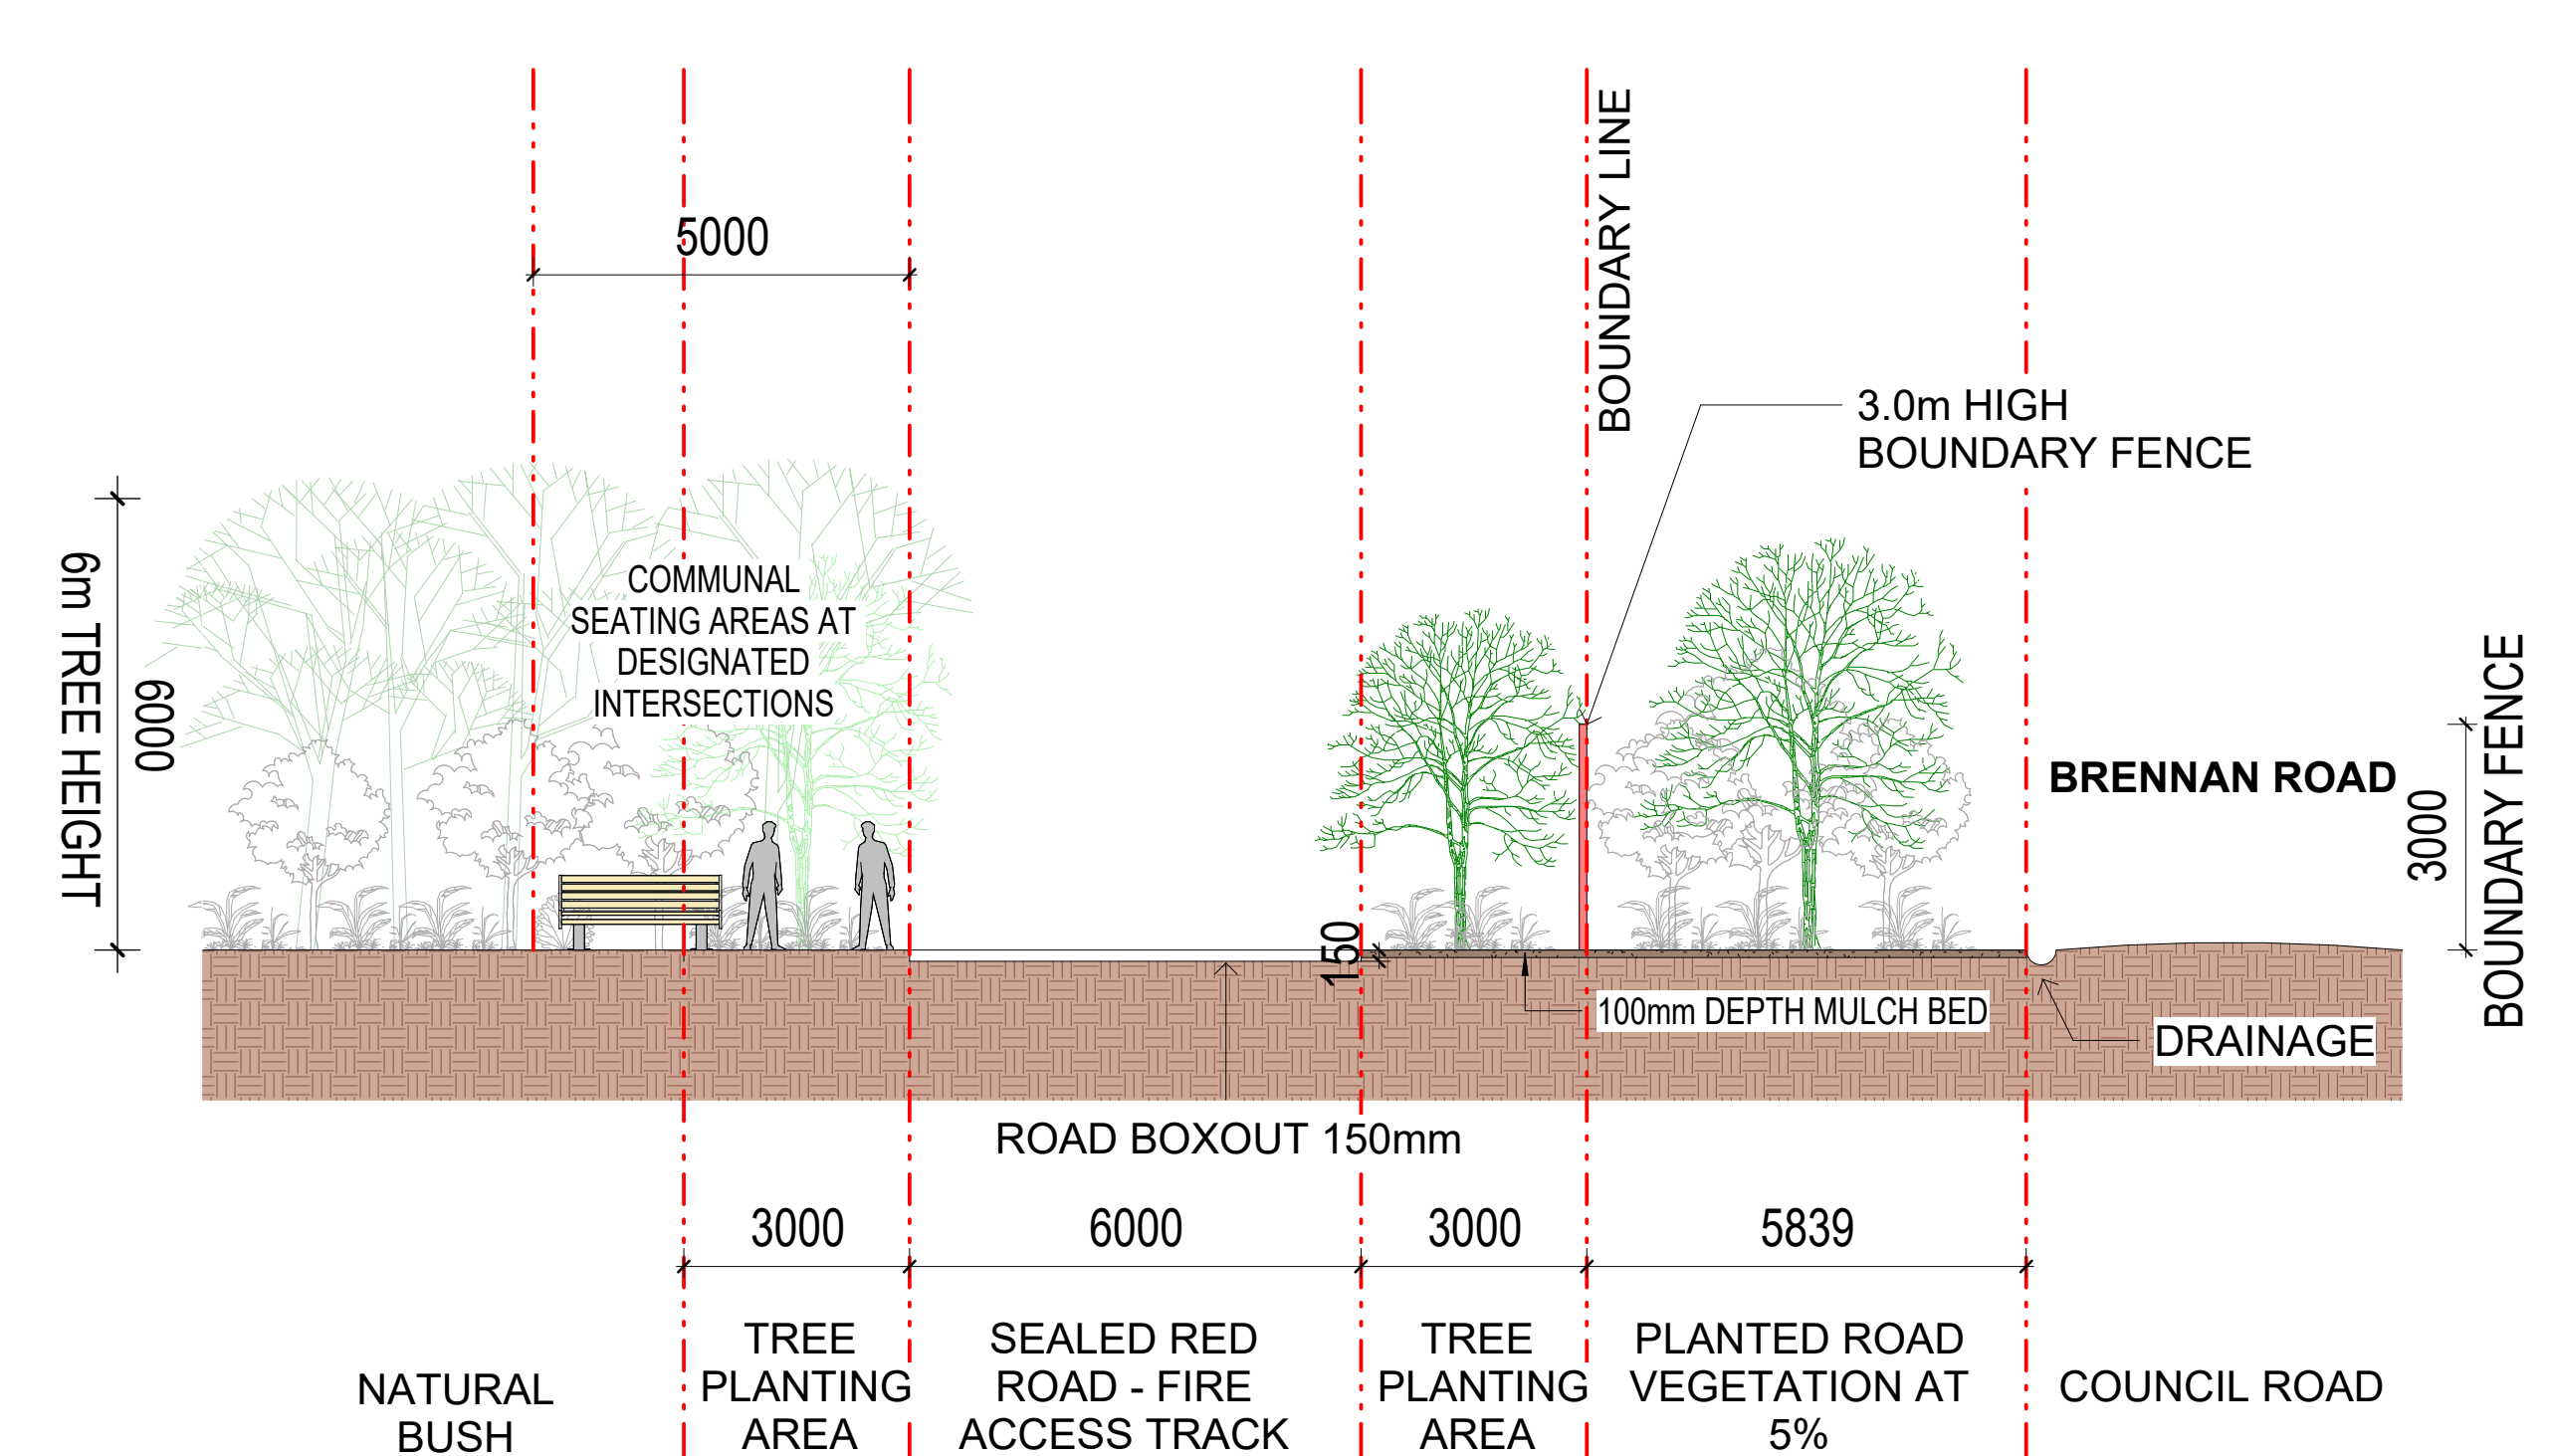 BOUNDARY LINE
5000
3.0m HIGH
BOUNDARY FENCE
6m TREE HEIGHT
6000
COMMUNAL
SEATING AREAS AT
DESIGNATED
INTERSECTIONS
BRENNAN ROAD
3000
BOUNDARY FENCE
150
100mm DEPTH MULCH BED
DRAINAGE
ROAD BOXOUT 150mm
3000
6000
3000
5839
NATURAL
BUSH
TREE
PLANTING
AREA
SEALED RED
ROAD - FIRE
ACCESS TRACK
TREE
PLANTING
AREA
PLANTED ROAD
VEGETATION AT
5%
COUNCIL ROAD